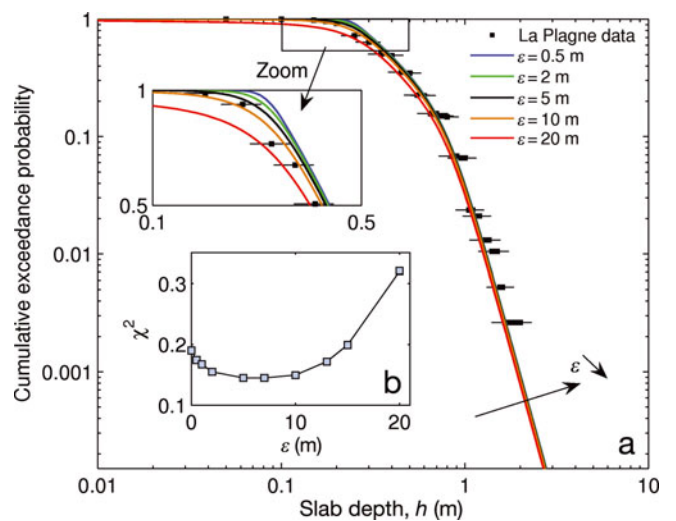 1
La Plagne data
ε = 0.5 m
ε = 2 m
ε = 5 m
ε = 10 m
ε = 20 m
Zoom
1
0.5
0.1
0.5
0.1
0.01
0.001
Cumulative exceedance probability
0.3
0.2
0.1
χ²
b
0
10
20
ε (m)
ε
a
0.01
0.1
1
10
Slab depth, h (m)